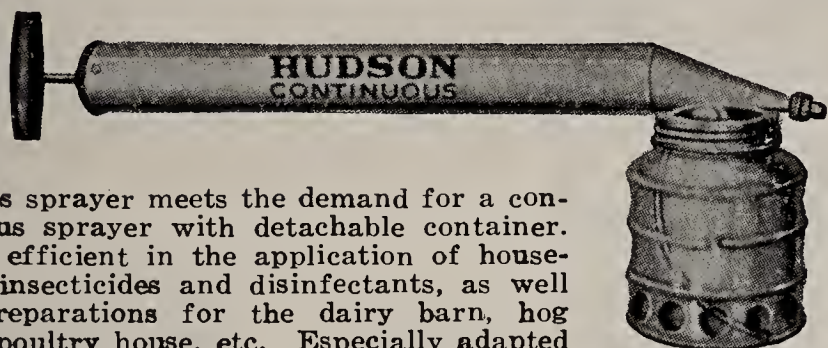 HUDSON
CONTINUOUS
s sprayer meets the demand for a con-
us sprayer with detachable container.
efficient in the application of house-
insecticides and disinfectants, as well
reparations for the dairy barn, hog
poultry house, etc. Especially adapted